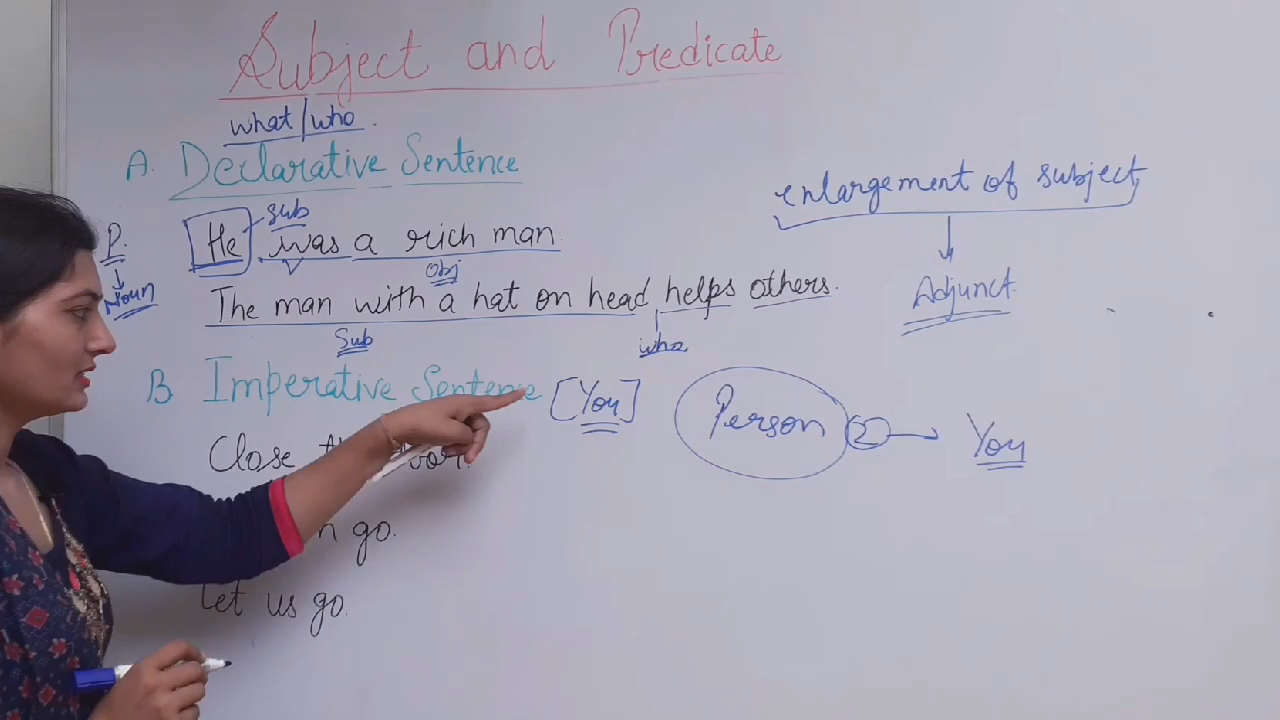 Subject and Predicate
what/who.
A. Declarative Sentence
sub
P. He was a rich man.
V
Obj
Noun
The man with a hat on head helps others.
Sub
who
enlargement of subject
Adjunct
B Imperative Sentence [You]
Person 2 You
Close
go.
Let us go.